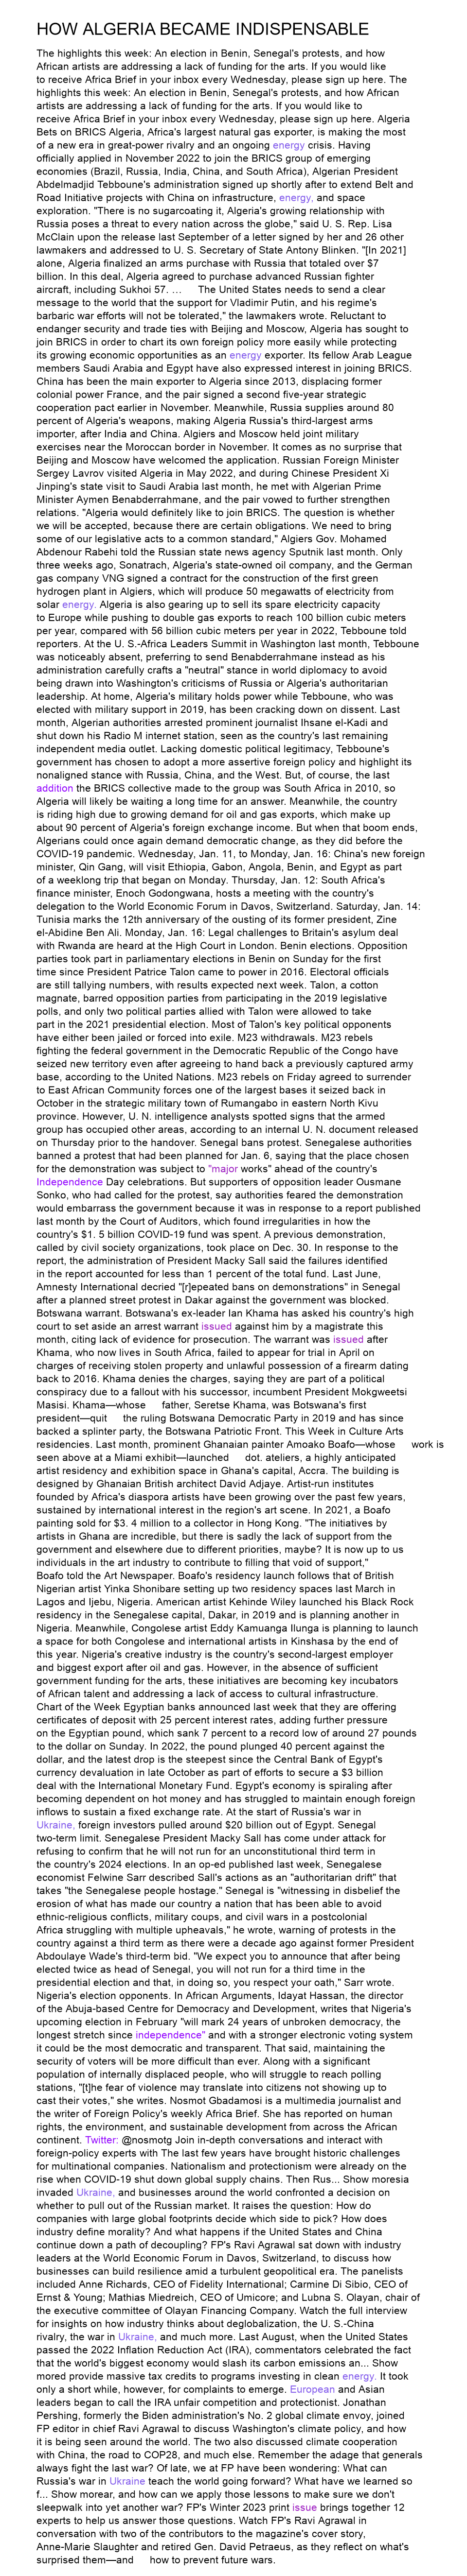 HOW ALGERIA BECAME INDISPENSABLE
The highlights this week: An election in Benin, Senegal's protests, and how
African artists are addressing a lack of funding for the arts. If you would like
to receive Africa Brief in your inbox every Wednesday, please sign up here. The
highlights this week: An election in Benin, Senegal's protests, and how African
artists are addressing a lack of funding for the arts. If you would like to
receive Africa Brief in your inbox every Wednesday, please sign up here. Algeria
Bets on BRICS Algeria, Africa's largest natural gas exporter, is making the most
of a new era in great-power rivalry and an ongoing energy crisis. Having
officially applied in November 2022 to join the BRICS group of emerging
economies (Brazil, Russia, India, China, and South Africa), Algerian President
Abdelmadjid Tebboune's administration signed up shortly after to extend Belt and
Road Initiative projects with China on infrastructure, energy, and space
exploration. "There is no sugarcoating it, Algeria's growing relationship with
Russia poses a threat to every nation across the globe," said U. S. Rep. Lisa
McClain upon the release last September of a letter signed by her and 26 other
lawmakers and addressed to U. S. Secretary of State Antony Blinken. "[In 2021]
alone, Algeria finalized an arms purchase with Russia that totaled over $7
billion. In this deal, Algeria agreed to purchase advanced Russian fighter
aircraft, including Sukhoi 57. … The United States needs to send a clear
message to the world that the support for Vladimir Putin, and his regime's
barbaric war efforts will not be tolerated," the lawmakers wrote. Reluctant to
endanger security and trade ties with Beijing and Moscow, Algeria has sought to
join BRICS in order to chart its own foreign policy more easily while protecting
its growing economic opportunities as an energy exporter. Its fellow Arab League
members Saudi Arabia and Egypt have also expressed interest in joining BRICS.
China has been the main exporter to Algeria since 2013, displacing former
colonial power France, and the pair signed a second five-year strategic
cooperation pact earlier in November. Meanwhile, Russia supplies around 80
percent of Algeria's weapons, making Algeria Russia's third-largest arms
importer, after India and China. Algiers and Moscow held joint military
exercises near the Moroccan border in November. It comes as no surprise that
Beijing and Moscow have welcomed the application. Russian Foreign Minister
Sergey Lavrov visited Algeria in May 2022, and during Chinese President Xi
Jinping's state visit to Saudi Arabia last month, he met with Algerian Prime
Minister Aymen Benabderrahmane, and the pair vowed to further strengthen
relations. "Algeria would definitely like to join BRICS. The question is whether
we will be accepted, because there are certain obligations. We need to bring
some of our legislative acts to a common standard," Algiers Gov. Mohamed
Abdenour Rabehi told the Russian state news agency Sputnik last month. Only
three weeks ago, Sonatrach, Algeria's state-owned oil company, and the German
gas company VNG signed a contract for the construction of the first green
hydrogen plant in Algiers, which will produce 50 megawatts of electricity from
solar energy. Algeria is also gearing up to sell its spare electricity capacity
to Europe while pushing to double gas exports to reach 100 billion cubic meters
per year, compared with 56 billion cubic meters per year in 2022, Tebboune told
reporters. At the U. S.-Africa Leaders Summit in Washington last month, Tebboune
was noticeably absent, preferring to send Benabderrahmane instead as his
administration carefully crafts a "neutral" stance in world diplomacy to avoid
being drawn into Washington's criticisms of Russia or Algeria's authoritarian
leadership. At home, Algeria's military holds power while Tebboune, who was
elected with military support in 2019, has been cracking down on dissent. Last
month, Algerian authorities arrested prominent journalist Ihsane el-Kadi and
shut down his Radio M internet station, seen as the country's last remaining
independent media outlet. Lacking domestic political legitimacy, Tebboune's
government has chosen to adopt a more assertive foreign policy and highlight its
nonaligned stance with Russia, China, and the West. But, of course, the last
addition the BRICS collective made to the group was South Africa in 2010, so
Algeria will likely be waiting a long time for an answer. Meanwhile, the country
is riding high due to growing demand for oil and gas exports, which make up
about 90 percent of Algeria's foreign exchange income. But when that boom ends,
Algerians could once again demand democratic change, as they did before the
COVID-19 pandemic. Wednesday, Jan. 11, to Monday, Jan. 16: China's new foreign
minister, Qin Gang, will visit Ethiopia, Gabon, Angola, Benin, and Egypt as part
of a weeklong trip that began on Monday. Thursday, Jan. 12: South Africa's
finance minister, Enoch Godongwana, hosts a meeting with the country's
delegation to the World Economic Forum in Davos, Switzerland. Saturday, Jan. 14:
Tunisia marks the 12th anniversary of the ousting of its former president, Zine
el-Abidine Ben Ali. Monday, Jan. 16: Legal challenges to Britain's asylum deal
with Rwanda are heard at the High Court in London. Benin elections. Opposition
parties took part in parliamentary elections in Benin on Sunday for the first
time since President Patrice Talon came to power in 2016. Electoral officials
are still tallying numbers, with results expected next week. Talon, a cotton
magnate, barred opposition parties from participating in the 2019 legislative
polls, and only two political parties allied with Talon were allowed to take
part in the 2021 presidential election. Most of Talon's key political opponents
have either been jailed or forced into exile. M23 withdrawals. M23 rebels
fighting the federal government in the Democratic Republic of the Congo have
seized new territory even after agreeing to hand back a previously captured army
base, according to the United Nations. M23 rebels on Friday agreed to surrender
to East African Community forces one of the largest bases it seized back in
October in the strategic military town of Rumangabo in eastern North Kivu
province. However, U. N. intelligence analysts spotted signs that the armed
group has occupied other areas, according to an internal U. N. document released
on Thursday prior to the handover. Senegal bans protest. Senegalese authorities
banned a protest that had been planned for Jan. 6, saying that the place chosen
for the demonstration was subject to "major works" ahead of the country's
Independence Day celebrations. But supporters of opposition leader Ousmane
Sonko, who had called for the protest, say authorities feared the demonstration
would embarrass the government because it was in response to a report published
last month by the Court of Auditors, which found irregularities in how the
country's $1. 5 billion COVID-19 fund was spent. A previous demonstration,
called by civil society organizations, took place on Dec. 30. In response to the
report, the administration of President Macky Sall said the failures identified
in the report accounted for less than 1 percent of the total fund. Last June,
Amnesty International decried "[r]epeated bans on demonstrations" in Senegal
after a planned street protest in Dakar against the government was blocked.
Botswana warrant. Botswana's ex-leader Ian Khama has asked his country's high
court to set aside an arrest warrant issued against him by a magistrate this
month, citing lack of evidence for prosecution. The warrant was issued after
Khama, who now lives in South Africa, failed to appear for trial in April on
charges of receiving stolen property and unlawful possession of a firearm dating
back to 2016. Khama denies the charges, saying they are part of a political
conspiracy due to a fallout with his successor, incumbent President Mokgweetsi
Masisi. Khama—whose father, Seretse Khama, was Botswana's first
president—quit the ruling Botswana Democratic Party in 2019 and has since
backed a splinter party, the Botswana Patriotic Front. This Week in Culture Arts
residencies. Last month, prominent Ghanaian painter Amoako Boafo—whose work is
seen above at a Miami exhibit—launched dot. ateliers, a highly anticipated
artist residency and exhibition space in Ghana's capital, Accra. The building is
designed by Ghanaian British architect David Adjaye. Artist-run institutes
founded by Africa's diaspora artists have been growing over the past few years,
sustained by international interest in the region's art scene. In 2021, a Boafo
painting sold for $3. 4 million to a collector in Hong Kong. "The initiatives by
artists in Ghana are incredible, but there is sadly the lack of support from the
government and elsewhere due to different priorities, maybe? It is now up to us
individuals in the art industry to contribute to filling that void of support,"
Boafo told the Art Newspaper. Boafo's residency launch follows that of British
Nigerian artist Yinka Shonibare setting up two residency spaces last March in
Lagos and Ijebu, Nigeria. American artist Kehinde Wiley launched his Black Rock
residency in the Senegalese capital, Dakar, in 2019 and is planning another in
Nigeria. Meanwhile, Congolese artist Eddy Kamuanga Ilunga is planning to launch
a space for both Congolese and international artists in Kinshasa by the end of
this year. Nigeria's creative industry is the country's second-largest employer
and biggest export after oil and gas. However, in the absence of sufficient
government funding for the arts, these initiatives are becoming key incubators
of African talent and addressing a lack of access to cultural infrastructure.
Chart of the Week Egyptian banks announced last week that they are offering
certificates of deposit with 25 percent interest rates, adding further pressure
on the Egyptian pound, which sank 7 percent to a record low of around 27 pounds
to the dollar on Sunday. In 2022, the pound plunged 40 percent against the
dollar, and the latest drop is the steepest since the Central Bank of Egypt's
currency devaluation in late October as part of efforts to secure a $3 billion
deal with the International Monetary Fund. Egypt's economy is spiraling after
becoming dependent on hot money and has struggled to maintain enough foreign
inflows to sustain a fixed exchange rate. At the start of Russia's war in
Ukraine, foreign investors pulled around $20 billion out of Egypt. Senegal
two-term limit. Senegalese President Macky Sall has come under attack for
refusing to confirm that he will not run for an unconstitutional third term in
the country's 2024 elections. In an op-ed published last week, Senegalese
economist Felwine Sarr described Sall's actions as an "authoritarian drift" that
takes "the Senegalese people hostage." Senegal is "witnessing in disbelief the
erosion of what has made our country a nation that has been able to avoid
ethnic-religious conflicts, military coups, and civil wars in a postcolonial
Africa struggling with multiple upheavals," he wrote, warning of protests in the
country against a third term as there were a decade ago against former President
Abdoulaye Wade's third-term bid. "We expect you to announce that after being
elected twice as head of Senegal, you will not run for a third time in the
presidential election and that, in doing so, you respect your oath," Sarr wrote.
Nigeria's election opponents. In African Arguments, Idayat Hassan, the director
of the Abuja-based Centre for Democracy and Development, writes that Nigeria's
upcoming election in February "will mark 24 years of unbroken democracy, the
longest stretch since independence" and with a stronger electronic voting system
it could be the most democratic and transparent. That said, maintaining the
security of voters will be more difficult than ever. Along with a significant
population of internally displaced people, who will struggle to reach polling
stations, "[t]he fear of violence may translate into citizens not showing up to
cast their votes," she writes. Nosmot Gbadamosi is a multimedia journalist and
the writer of Foreign Policy's weekly Africa Brief. She has reported on human
rights, the environment, and sustainable development from across the African
continent. Twitter: @nosmotg Join in-depth conversations and interact with
foreign-policy experts with The last few years have brought historic challenges
for multinational companies. Nationalism and protectionism were already on the
rise when COVID-19 shut down global supply chains. Then Rus... Show moresia
invaded Ukraine, and businesses around the world confronted a decision on
whether to pull out of the Russian market. It raises the question: How do
companies with large global footprints decide which side to pick? How does
industry define morality? And what happens if the United States and China
continue down a path of decoupling? FP's Ravi Agrawal sat down with industry
leaders at the World Economic Forum in Davos, Switzerland, to discuss how
businesses can build resilience amid a turbulent geopolitical era. The panelists
included Anne Richards, CEO of Fidelity International; Carmine Di Sibio, CEO of
Ernst & Young; Mathias Miedreich, CEO of Umicore; and Lubna S. Olayan, chair of
the executive committee of Olayan Financing Company. Watch the full interview
for insights on how industry thinks about deglobalization, the U. S.-China
rivalry, the war in Ukraine, and much more. Last August, when the United States
passed the 2022 Inflation Reduction Act (IRA), commentators celebrated the fact
that the world's biggest economy would slash its carbon emissions an... Show
mored provide massive tax credits to programs investing in clean energy. It took
only a short while, however, for complaints to emerge. European and Asian
leaders began to call the IRA unfair competition and protectionist. Jonathan
Pershing, formerly the Biden administration's No. 2 global climate envoy, joined
FP editor in chief Ravi Agrawal to discuss Washington's climate policy, and how
it is being seen around the world. The two also discussed climate cooperation
with China, the road to COP28, and much else. Remember the adage that generals
always fight the last war? Of late, we at FP have been wondering: What can
Russia's war in Ukraine teach the world going forward? What have we learned so
f... Show morear, and how can we apply those lessons to make sure we don't
sleepwalk into yet another war? FP's Winter 2023 print issue brings together 12
experts to help us answer those questions. Watch FP's Ravi Agrawal in
conversation with two of the contributors to the magazine's cover story,
Anne-Marie Slaughter and retired Gen. David Petraeus, as they reflect on what's
surprised them—and how to prevent future wars.